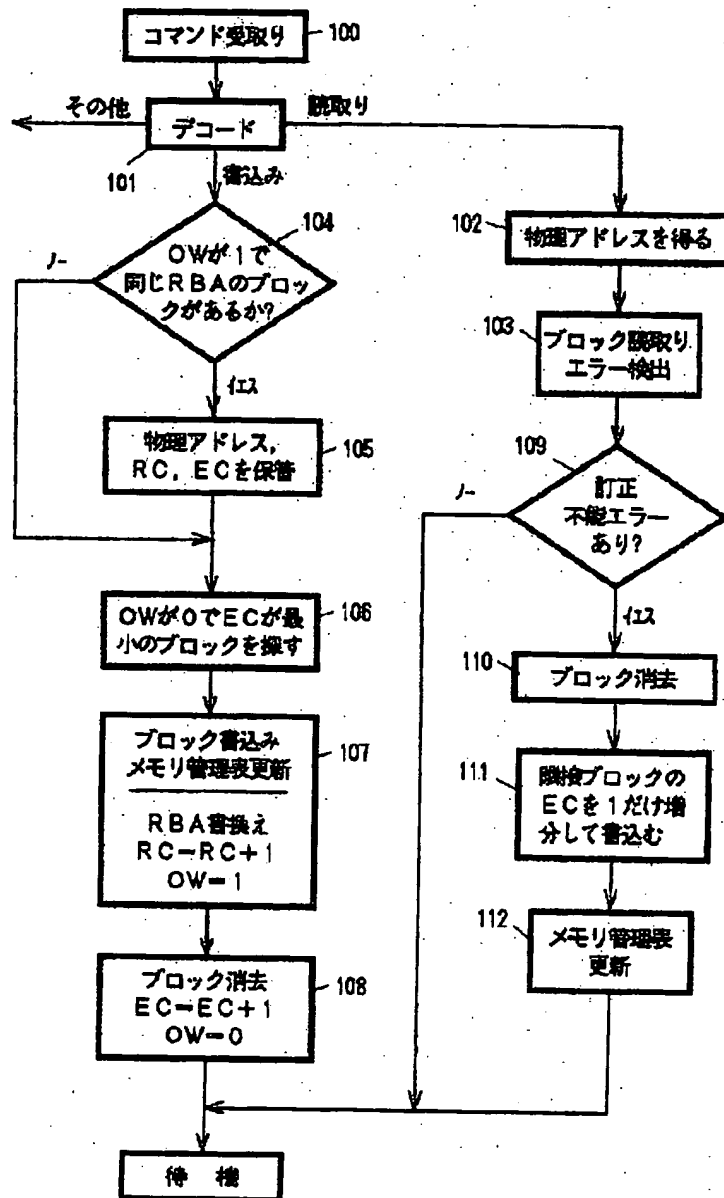 コマンド受取り
100
その他
デコード
読取り
101
書込み
104
OWが1で
同じRBAのブロッ
クがあるか?
ノー
イエス
物理アドレス,
RC, ECを保管
105
OWが0でECが最
小のブロックを探す
106
ブロック書込み
メモリ管理表更新
RBA書換え
RC=RC+1
OW=1
107
ブロック消去
EC=EC+1
OW=0
108
102
物理アドレスを得る
103
ブロック読取り
エラー検出
109
訂正
不能エラー
あり?
ノー
イエス
110
ブロック消去
111
隣接ブロックの
ECを1だけ増
分して書込む
112
メモリ管理表
更新
待 機